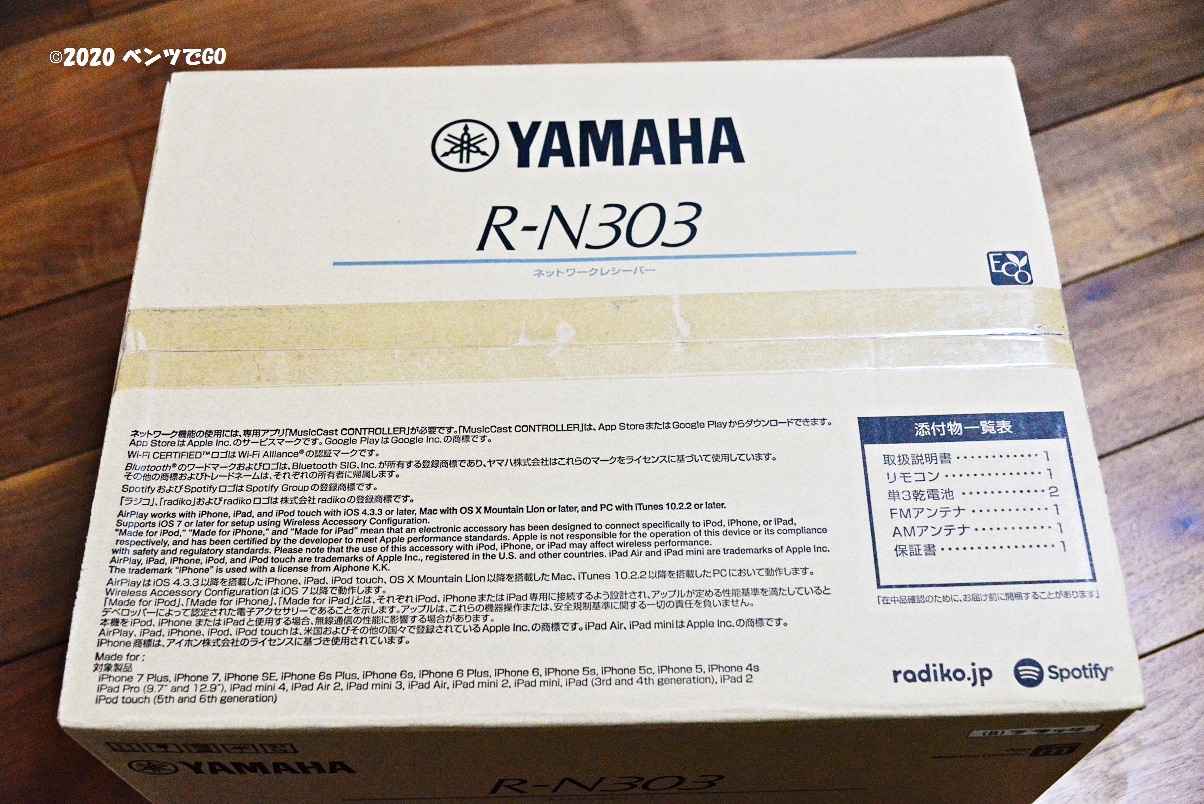 ©2020 ベンツでGO
YAMAHA
R-N303
ネットワークレシーバー
ECO
ネットワーク機能の使用には、専用アプリ「MusicCast CONTROLLER」が必要です。「MusicCast CONTROLLER」は、App StoreまたはGoogle Playからダウンロードできます。
App StoreはApple Inc.のサービスマークです。Google PlayはGoogle Inc.の商標です。
Wi-Fi CERTIFIED™ロゴはWi-Fi Alliance®の認証マークです。
Bluetooth®のワードマークおよびロゴは、Bluetooth SIG, Inc.が所有する登録商標であり、ヤマハ株式会社はこれらのマークをライセンスに基づいて使用しています。
その他の商標およびトレードネームは、それぞれの所有者に帰属します。
SpotifyおよびSpotifyロゴはSpotify Groupの登録商標です。
「ラジコ」、「radiko」およびradikoロゴは株式会社radikoの登録商標です。
AirPlay works with iPhone, iPad, and iPod touch with iOS 4.3.3 or later, Mac with OS X Mountain Lion or later, and PC with iTunes 10.2.2 or later.
Supports iOS 7 or later for setup using Wireless Accessory Configuration.
"Made for iPod," "Made for iPhone," and "Made for iPad" mean that an electronic accessory has been designed to connect specifically to iPod, iPhone, or iPad,
respectively, and has been certified by the developer to meet Apple performance standards. Apple is not responsible for the operation of this device or its compliance
with safety and regulatory standards. Please note that the use of this accessory with iPod, iPhone, or iPad may affect wireless performance.
AirPlay, iPad, iPhone, and iPod touch are trademarks of Apple Inc., registered in the U.S. and other countries. iPad Air and iPad mini are trademarks of Apple Inc.
The trademark "iPhone" is used with a license from Aiphone K.K.
AirPlayはiOS 4.3.3以降を搭載したiPhone、iPad、iPod touch、OS X Mountain Lion以降を搭載したMac、iTunes 10.2.2以降を搭載したPCにおいて動作します。
Wireless Accessory ConfigurationはiOS 7以降で動作します。
「Made for iPod」、「Made for iPhone」、「Made for iPad」とは、それぞれiPod、iPhoneまたはiPad専用に接続するよう設計され、アップルが定める性能基準を満たしていると
デベロッパーによって認定された電子アクセサリーであることを示します。アップルは、これらの機器操作または、安全規制基準に関する一切の責任を負いません。
本機をiPod、iPhoneまたはiPadと使用する場合、無線通信の性能に影響する場合があります。
AirPlay、iPad、iPhone、iPod、iPod touchは、米国およびその他の国々で登録されているApple Inc.の商標です。iPad Air、iPad miniはApple Inc.の商標です。
iPhone商標は、アイホン株式会社のライセンスに基づき使用されています。
Made for :
対象製品
iPhone 7 Plus, iPhone 7, iPhone SE, iPhone 6s Plus, iPhone 6s, iPhone 6 Plus, iPhone 6, iPhone 5s, iPhone 5c, iPhone 5, iPhone 4s
iPad Pro (9.7" and 12.9"), iPad mini 4, iPad Air 2, iPad mini 3, iPad Air, iPad mini 2, iPad mini, iPad (3rd and 4th generation), iPad 2
iPod touch (5th and 6th generation)
添付物一覧表
取扱説明書・・・・・・・・・・・・1
リモコン・・・・・・・・・・・・・1
単3乾電池・・・・・・・・・・・・2
FMアンテナ・・・・・・・・・・・1
AMアンテナ・・・・・・・・・・・1
保証書・・・・・・・・・・・・・・1
「在中品確認のために、お届け前に開梱することがあります」
radiko.jp
Spotify®
YAMAHA
R-N303
(B) ブラック